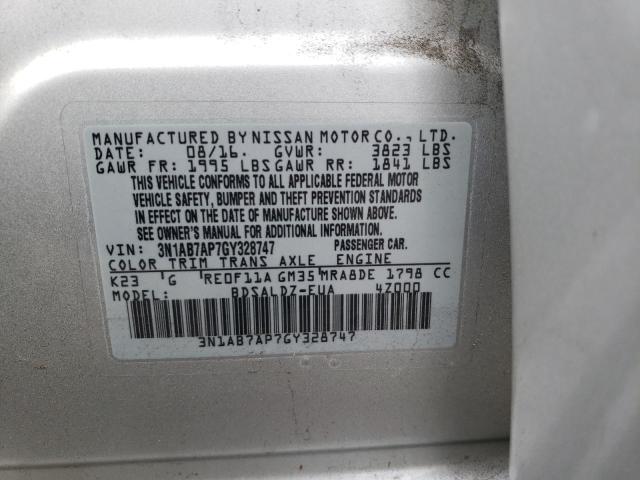 MANUFACTURED BY NISSAN MOTOR CO., LTD.
DATE: 08/16. GVWR: 3823 LBS
GAWR FR: 1995 LBS GAWR RR: 1841 LBS
THIS VEHICLE CONFORMS TO ALL APPLICABLE FEDERAL MOTOR
VEHICLE SAFETY, BUMPER AND THEFT PREVENTION STANDARDS
IN EFFECT ON THE DATE OF MANUFACTURE SHOWN ABOVE.
SEE OWNER'S MANUAL FOR ADDITIONAL INFORMATION.
VIN: 3N1AB7AP7GY328747 PASSENGER CAR.
COLOR TRIM TRANS AXLE ENGINE
K23 'G RE0F11A GM35 MRA8DE 1798 CC
MODEL: BDSALDZ-EUA 4Z000
3N1AB7AP7GY328747